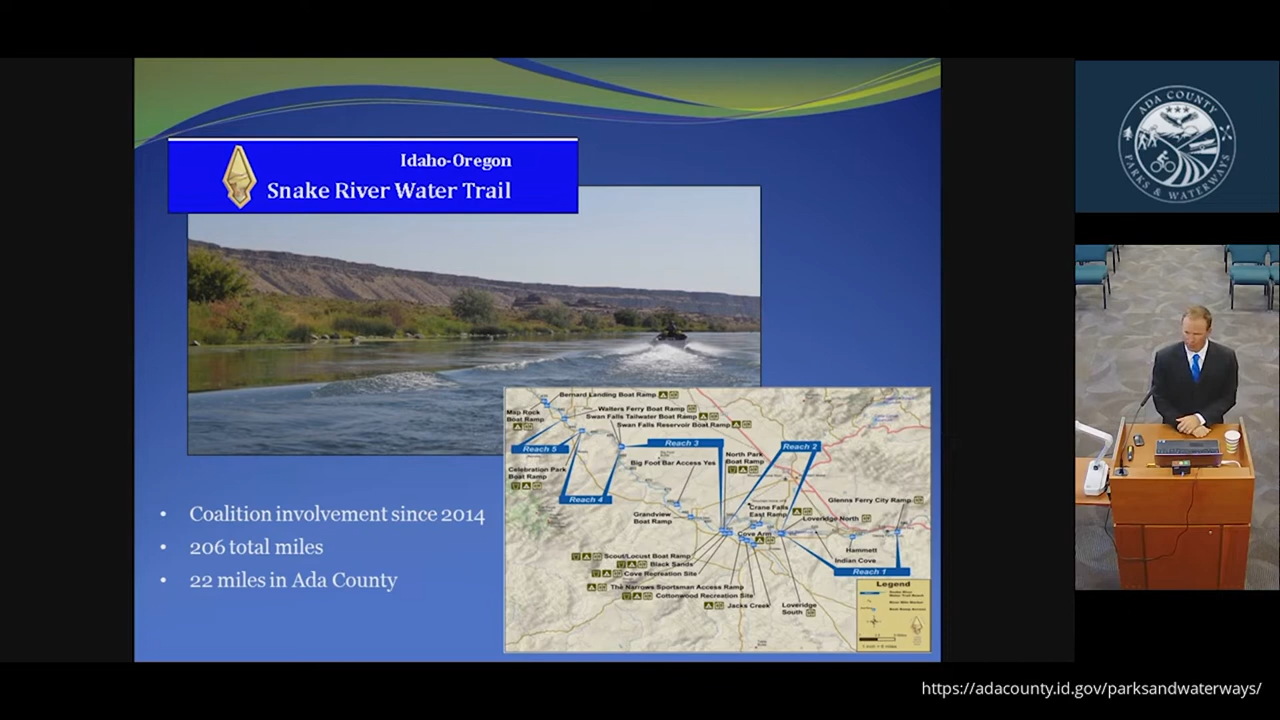 Idaho-Oregon
Snake River Water Trail
Bernard Landing Boat Ramp
Map Rock
Boat Ramp
Walters Ferry Boat Ramp
Swan Falls Tailwater Boat Ramp
Swan Falls Reservoir Boat Ramp
Reach 5
Reach 3
Reach 2
North Park
Boat Ramp
Big Foot Bar Access Yes
Celebration Park
Boat Ramp
Reach 4
Glenns Ferry City Ramp
Grandview
Boat Ramp
Crane Falls
East Ramp
Loveridge North
Cove Arm
Hammett
Indian Cove
Reach 1
Scout/Locust Boat Ramp
Black Sands
Cove Recreation Site
The Narrows Sportsman Access Ramp
Cottonwood Recreation Site
Jacks Creek
Loveridge
South
Legend
• Coalition involvement since 2014
• 206 total miles
• 22 miles in Ada County
ADA COUNTY
PARKS & WATERWAYS
https://adacounty.id.gov/parksandwaterways/